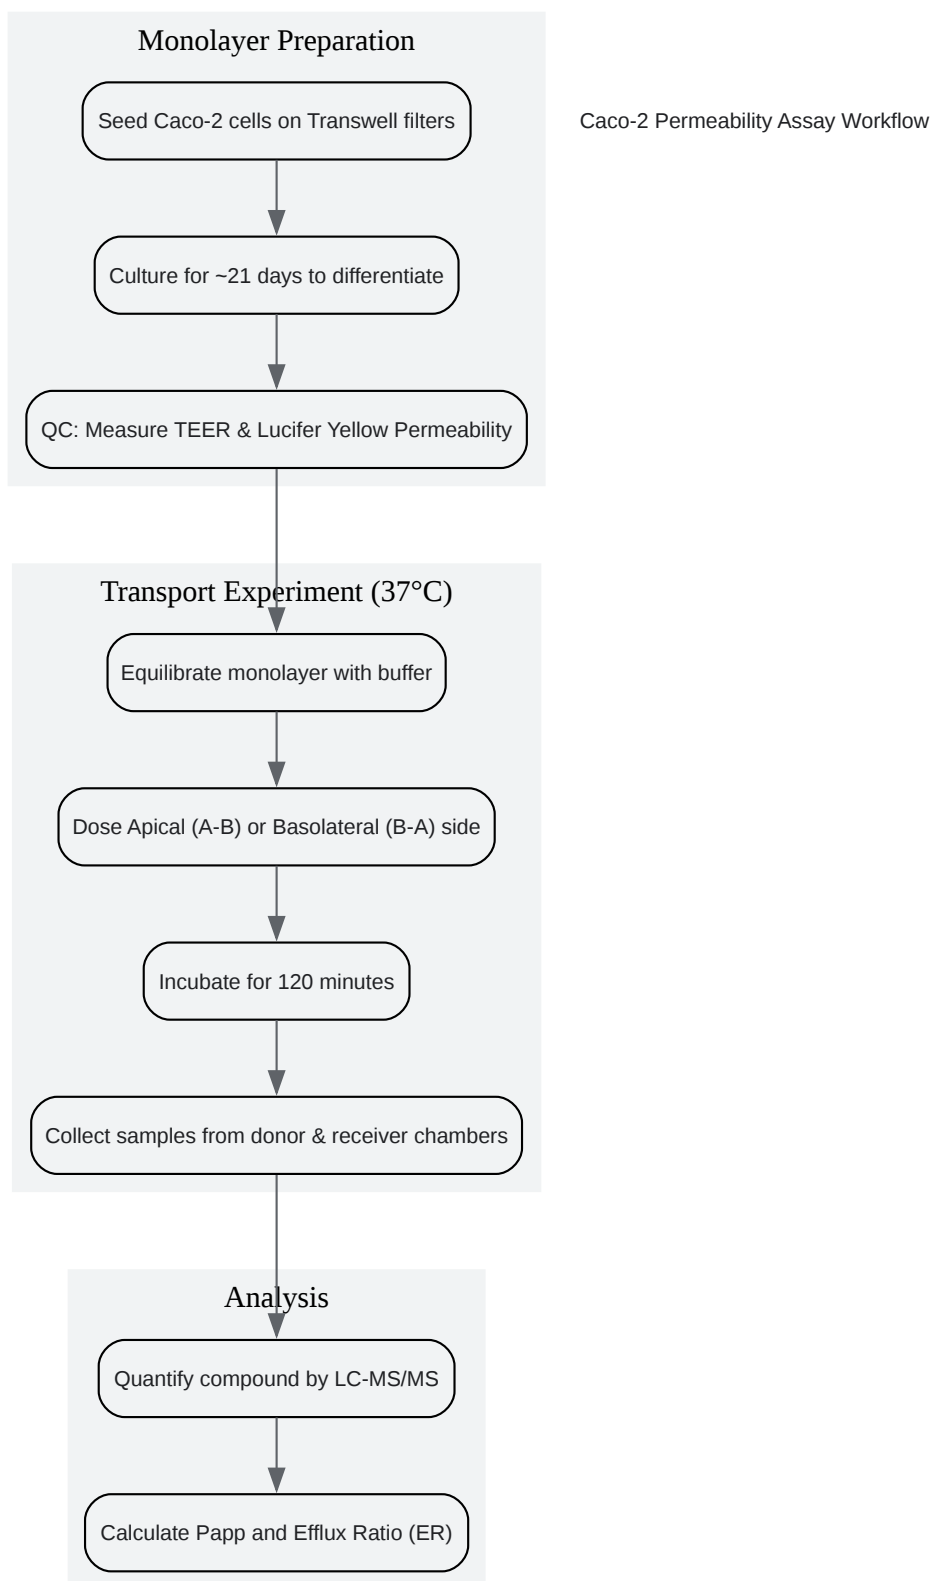 Monolayer Preparation
Seed Caco-2 cells on Transwell filters
Caco-2 Permeability Assay Workflow
Culture for ~21 days to differentiate
QC: Measure TEER & Lucifer Yellow Permeability
Transport Experiment (37°C)
Equilibrate monolayer with buffer
Dose Apical (A-B) or Basolateral (B-A) side
Incubate for 120 minutes
Collect samples from donor & receiver chambers
Analysis
Quantify compound by LC-MS/MS
Calculate Papp and Efflux Ratio (ER)